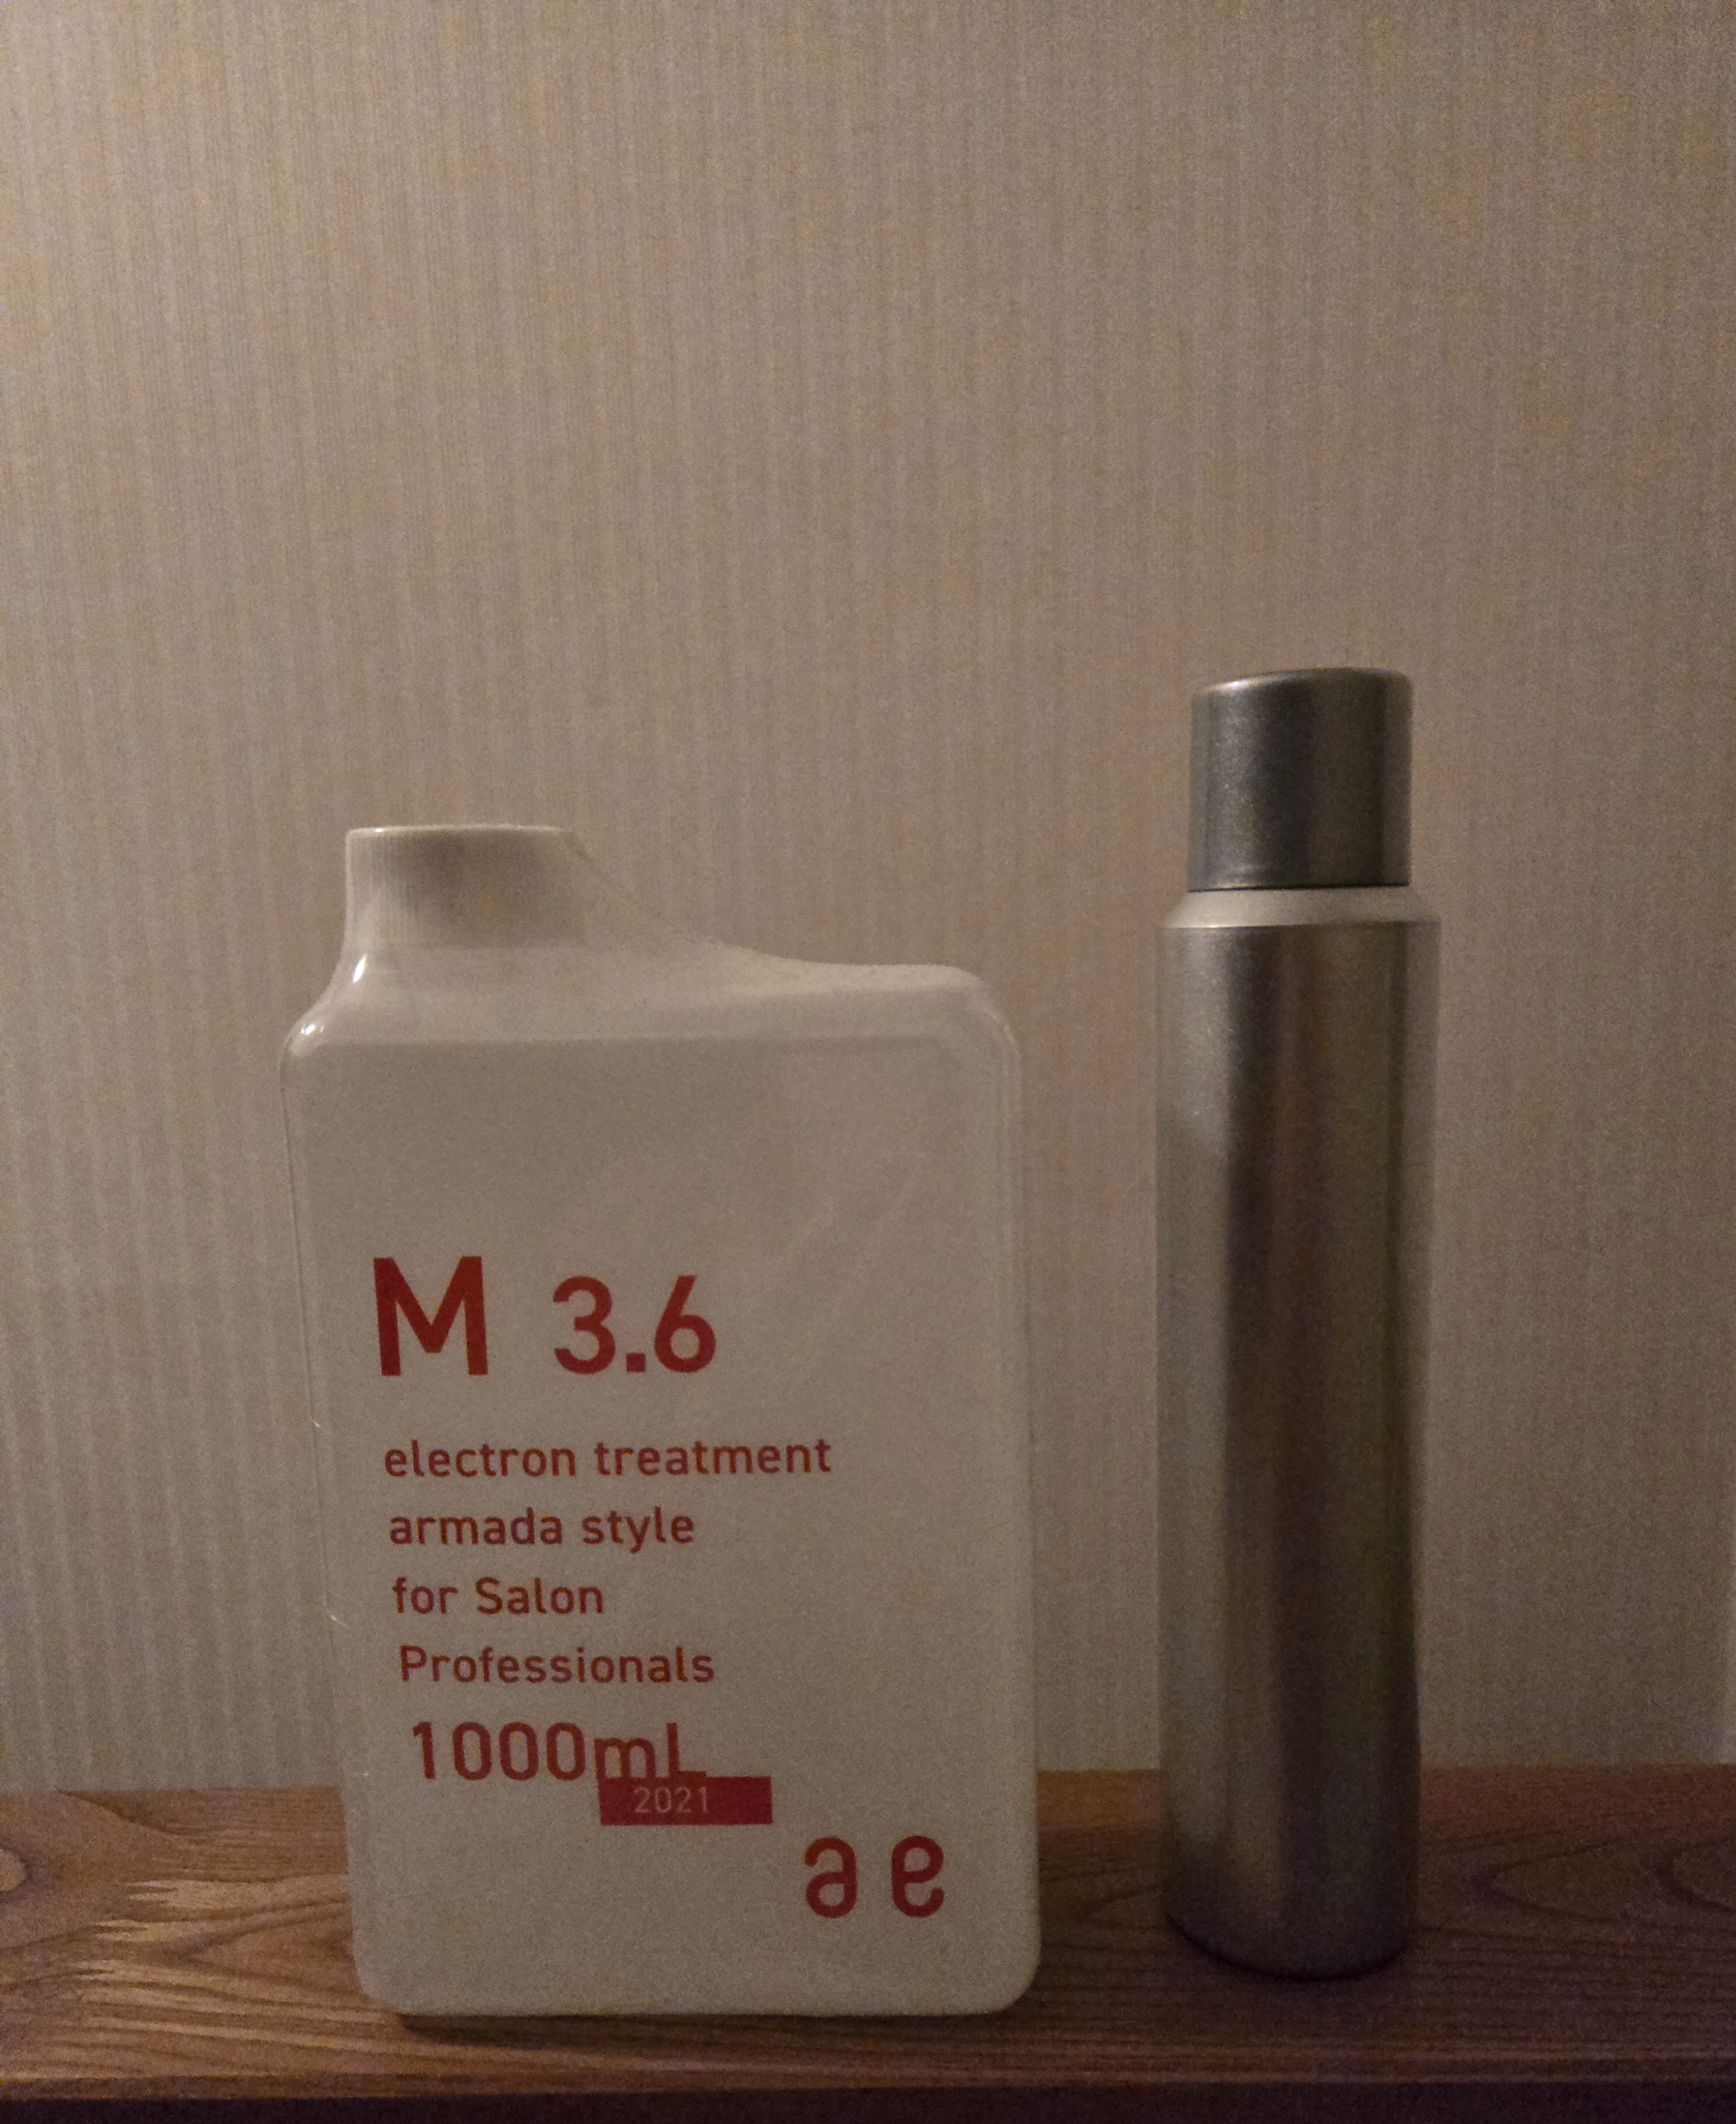 M 3.6
electron treatment
armada style
for Salon
Professionals
1000mL
2021
ae